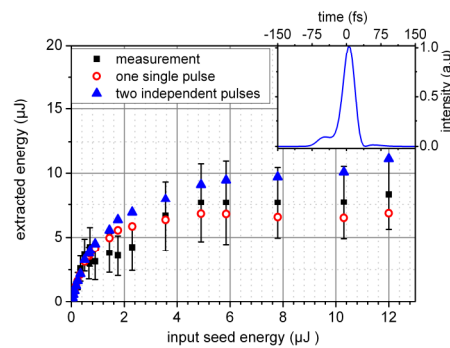 time (fs)
-150 -75 0 75 150
1.0
0.5
0.0
intensity (a.u)
measurement
one single pulse
two independent pulses
20
15
10
5
0
extracted energy (µJ)
0 2 4 6 8 10 12
input seed energy (µJ )